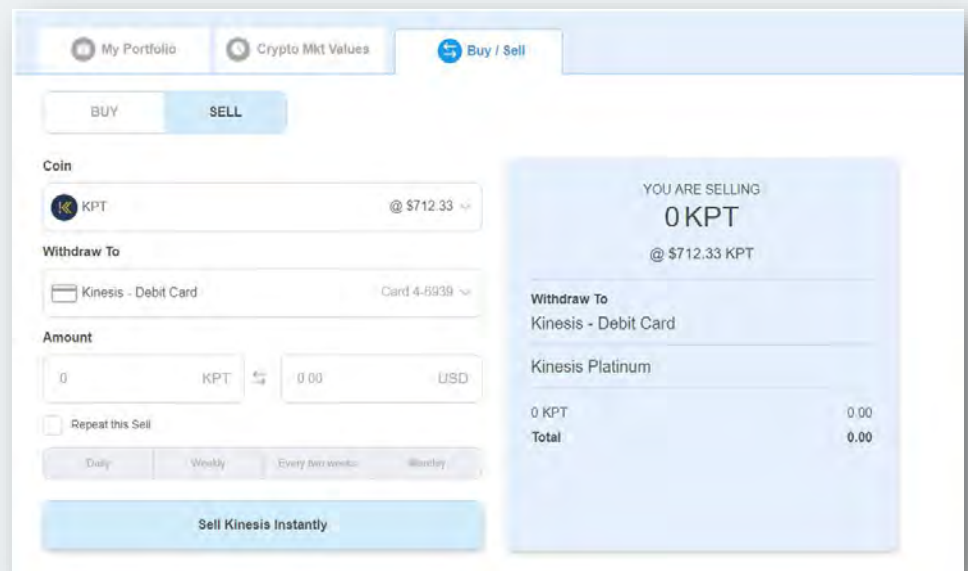 My Portfolio
Crypto Mkt Values
Buy / Sell
BUY
SELL
Coin
KPT
@ $712.33
Withdraw To
Kinesis - Debit Card
Card 4-6939
Amount
0
KPT
0.00
USD
Repeat this Sell
Daily
Weekly
Every two weeks
Monthly
Sell Kinesis Instantly
YOU ARE SELLING
0 KPT
@ $712.33 KPT
Withdraw To
Kinesis - Debit Card
Kinesis Platinum
0 KPT
0.00
Total
0.00